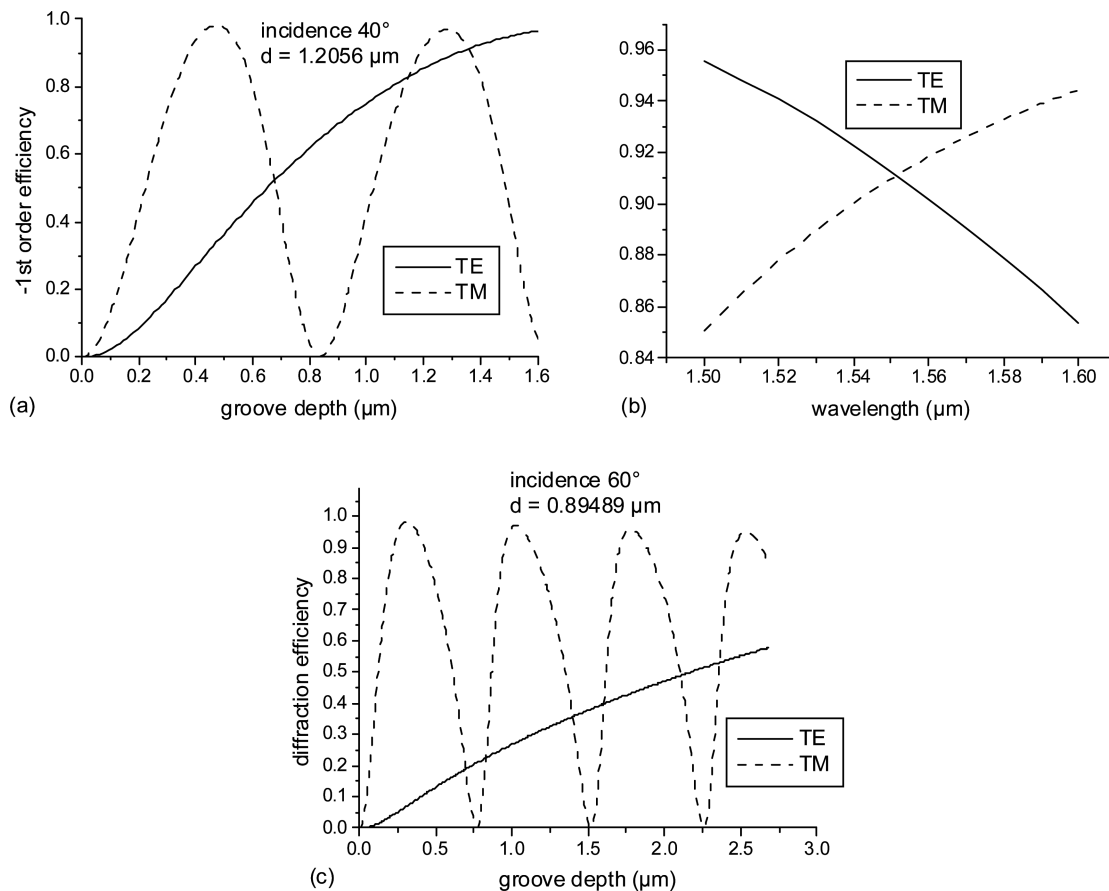 1.0
0.8
0.6
0.4
0.2
0.0
-1st order efficiency
incidence 40°
d = 1.2056 µm
TE
TM
0.0 0.2 0.4 0.6 0.8 1.0 1.2 1.4 1.6
groove depth (µm)
(a)
0.96
0.94
0.92
0.90
0.88
0.86
0.84
TE
TM
1.50 1.52 1.54 1.56 1.58 1.60
wavelength (µm)
(b)
incidence 60°
d = 0.89489 µm
1.0
0.9
0.8
0.7
0.6
0.5
0.4
0.3
0.2
0.1
0.0
diffraction efficiency
TE
TM
0.0 0.5 1.0 1.5 2.0 2.5 3.0
groove depth (µm)
(c)